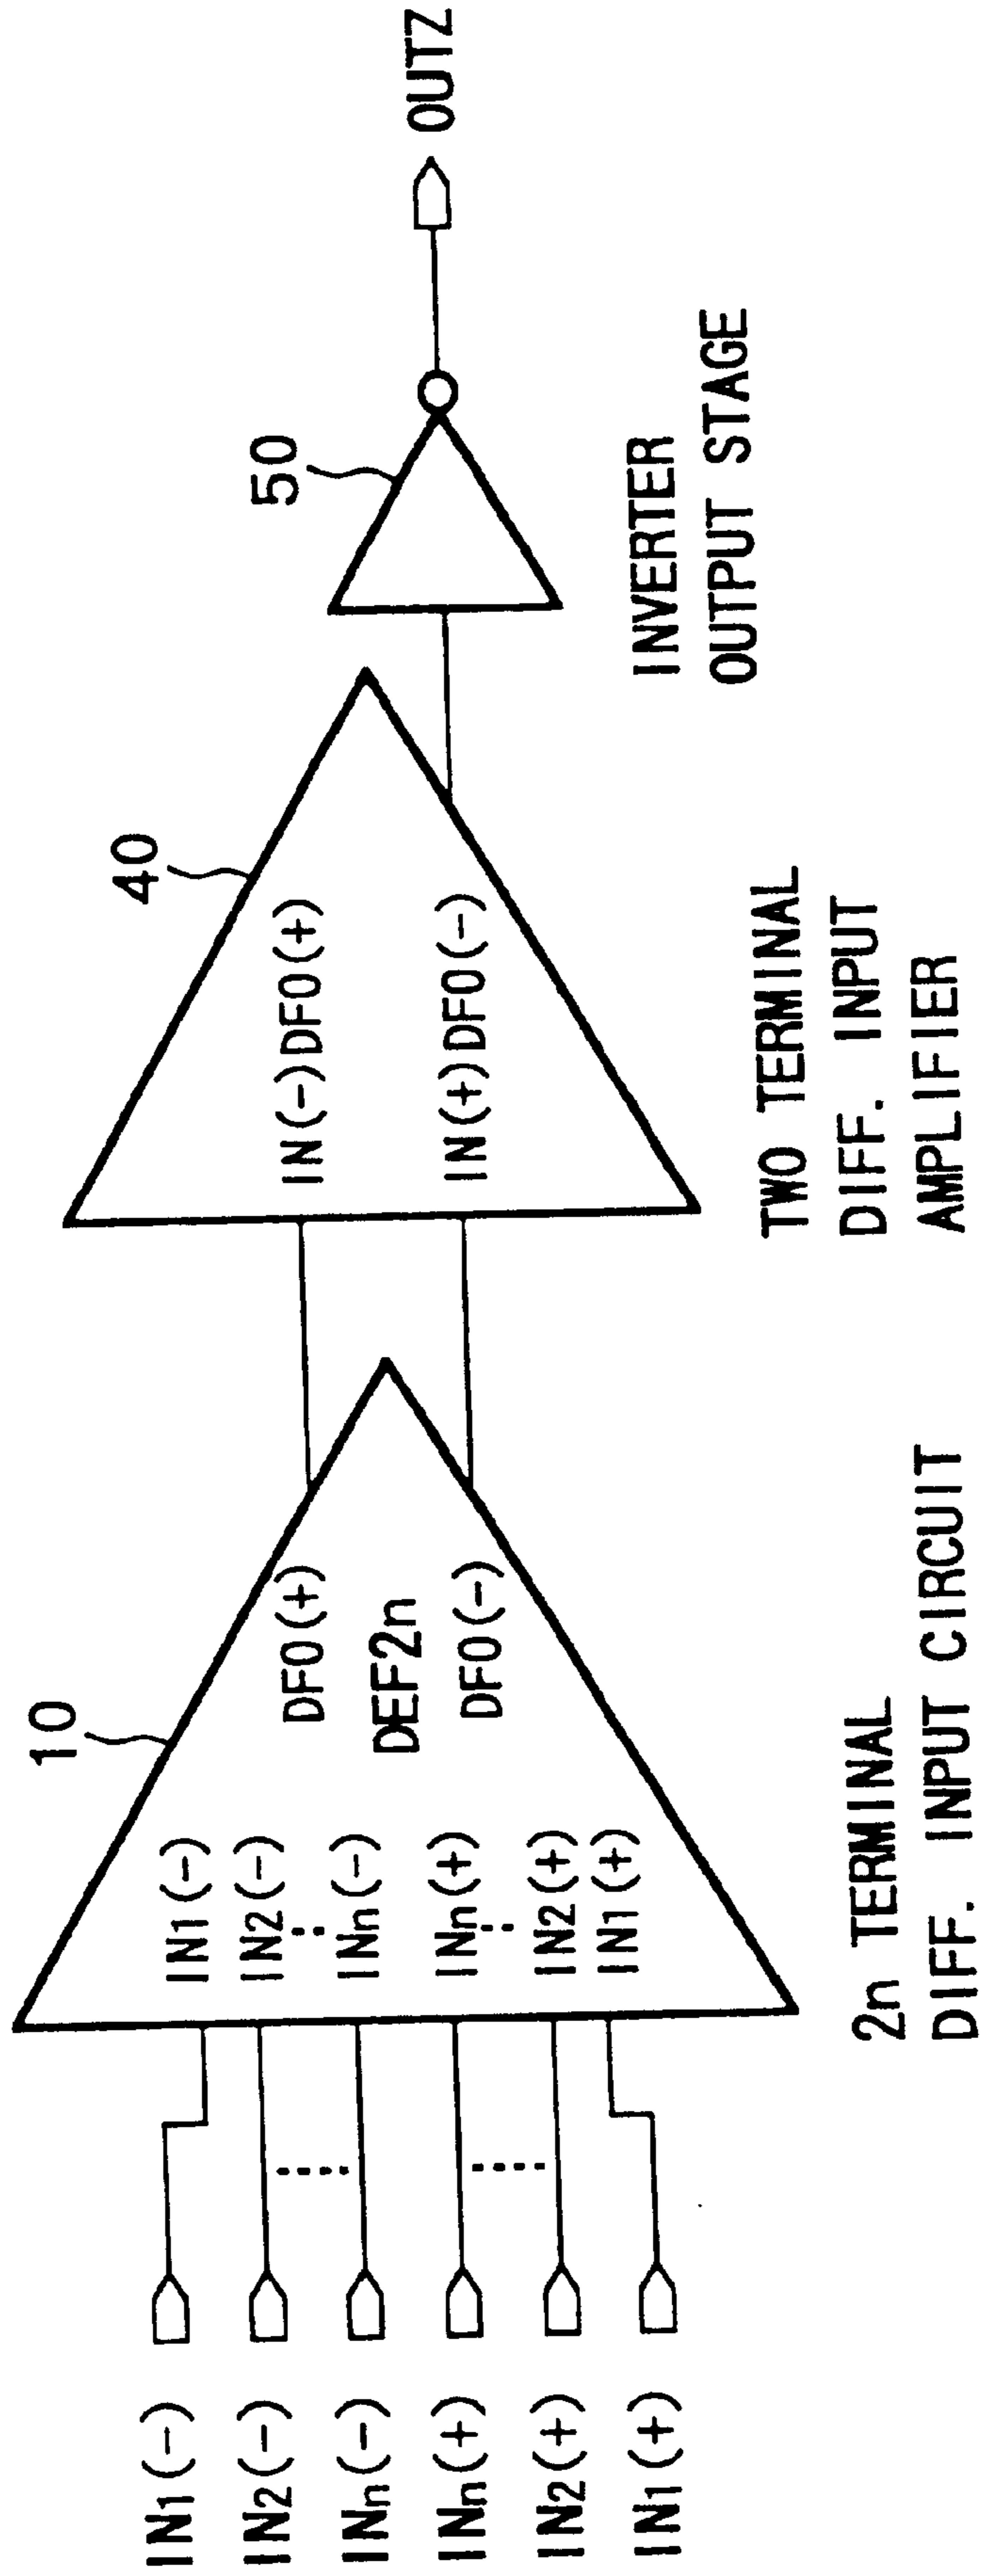 IN1(-)
IN2(-)
INn(-)
INn(+)
IN2(+)
IN1(+)
10
IN1(-)
IN2(-)
INn(-)
INn(+)
IN2(+)
IN1(+)
DFO(+)
DEF2n
DFO(-)
2n TERMINAL
DIFF. INPUT CIRCUIT
40
IN(-)DFO(+)
IN(+)DFO(-)
TWO TERMINAL
DIFF. INPUT
AMPLIFIER
50
INVERTER
OUTPUT STAGE
OUTZ